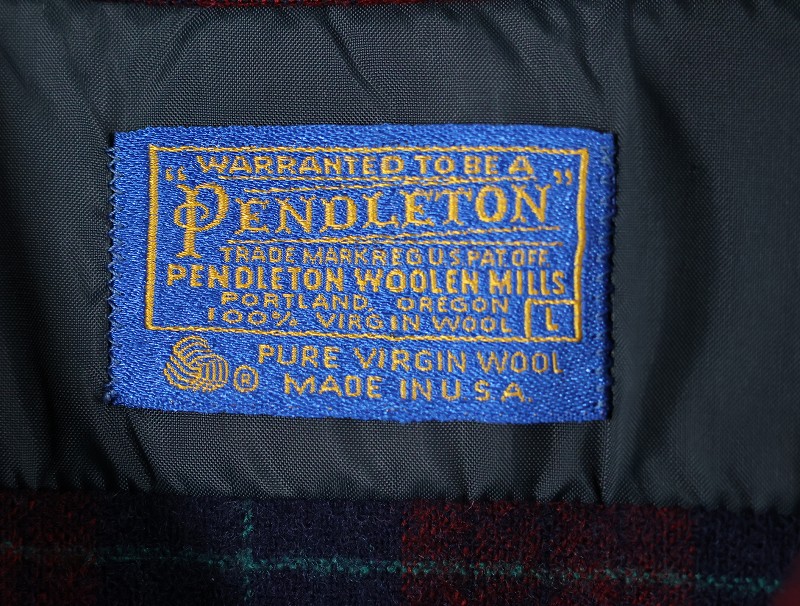 "WARRANTED TO BE A
PENDLETON"
TRADE MARK REG U.S. PAT. OFF.
PENDLETON WOOLEN MILLS
PORTLAND, OREGON
100% VIRGIN WOOL L
® PURE VIRGIN WOOL
MADE IN U.S.A.